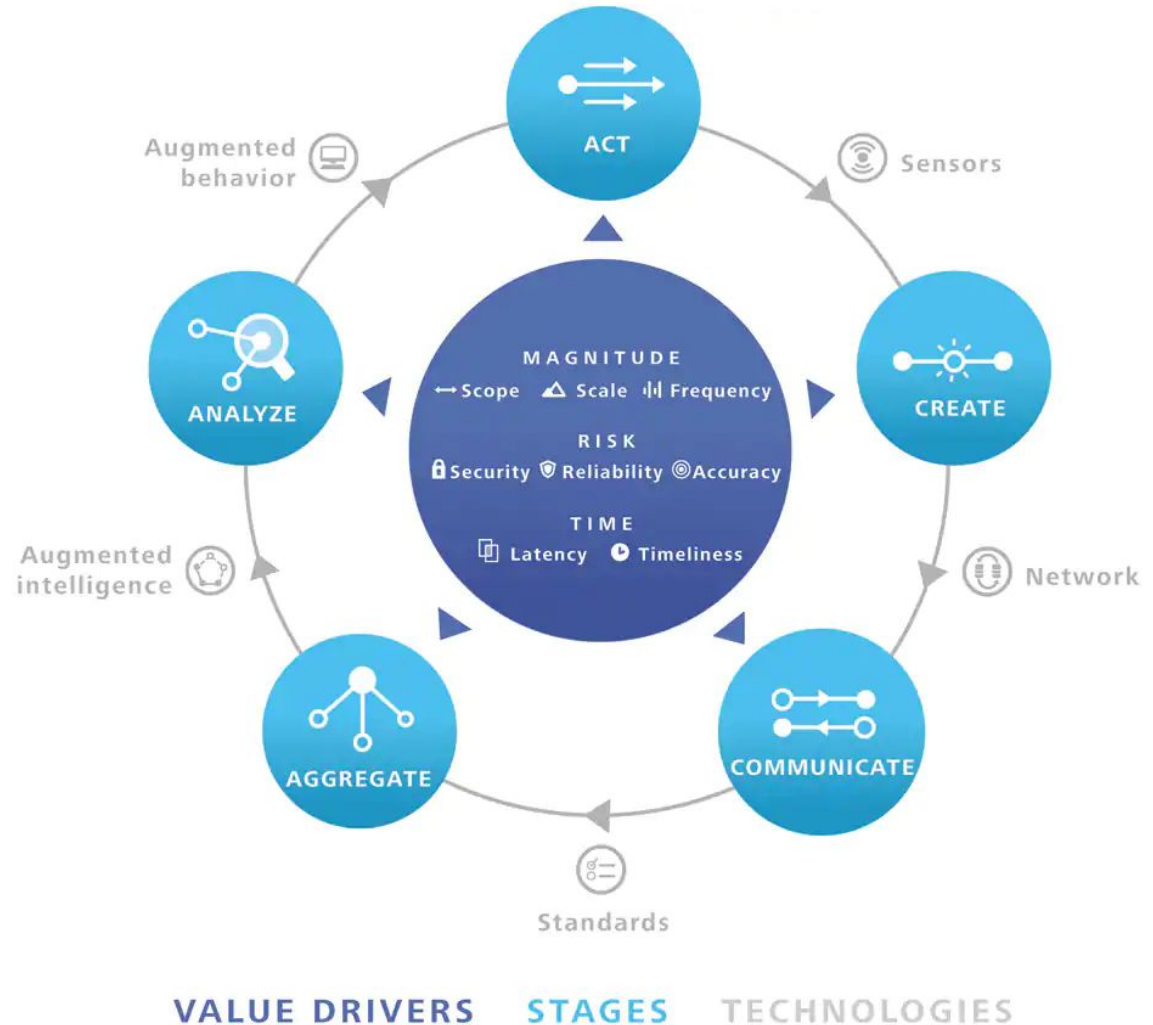 ACT
Augmented
behavior
Sensors
ANALYZE
CREATE
MAGNITUDE
Scope Scale Frequency
RISK
Security Reliability Accuracy
TIME
Latency Timeliness
Augmented
intelligence
Network
AGGREGATE
COMMUNICATE
Standards
VALUE DRIVERS STAGES TECHNOLOGIES